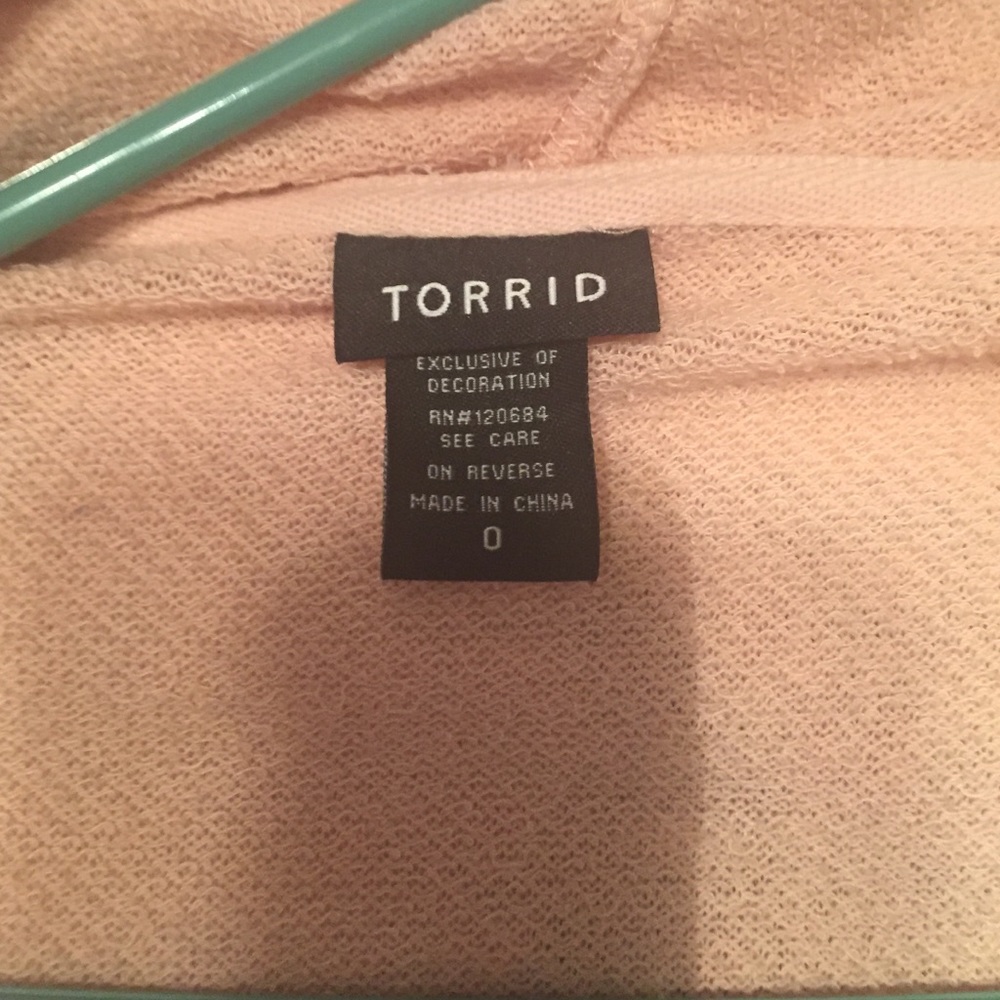 TORRID
EXCLUSIVE OF
DECORATION
RN#120684
SEE CARE
ON REVERSE
MADE IN CHINA
0